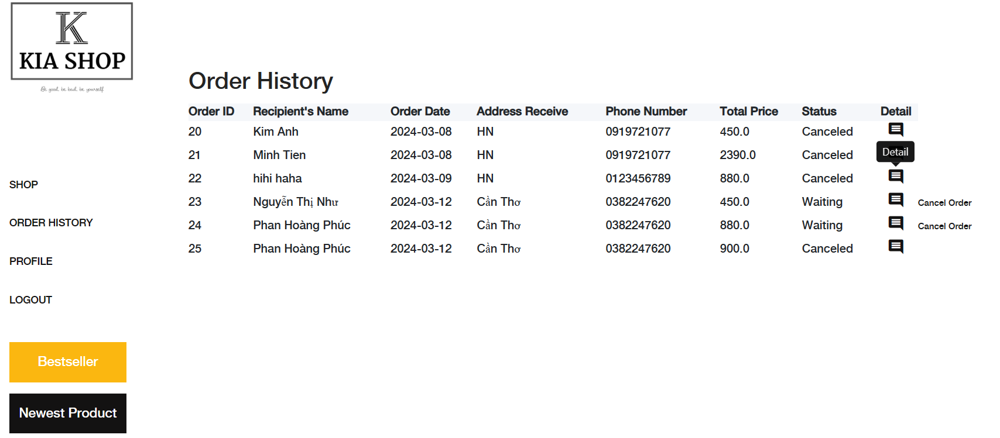 K
KIA SHOP
Be good, be bad, be yourself
SHOP
ORDER HISTORY
PROFILE
LOGOUT
Bestseller
Newest Product
Order History
Order ID Recipient's Name Order Date Address Receive Phone Number Total Price Status Detail
20 Kim Anh 2024-03-08 HN 0919721077 450.0 Canceled
21 Minh Tien 2024-03-08 HN 0919721077 2390.0 Canceled
Detail
22 hihi haha 2024-03-09 HN 0123456789 880.0 Canceled
23 Nguyễn Thị Như 2024-03-12 Cần Thơ 0382247620 450.0 Waiting Cancel Order
24 Phan Hoàng Phúc 2024-03-12 Cần Thơ 0382247620 880.0 Waiting Cancel Order
25 Phan Hoàng Phúc 2024-03-12 Cần Thơ 0382247620 900.0 Canceled